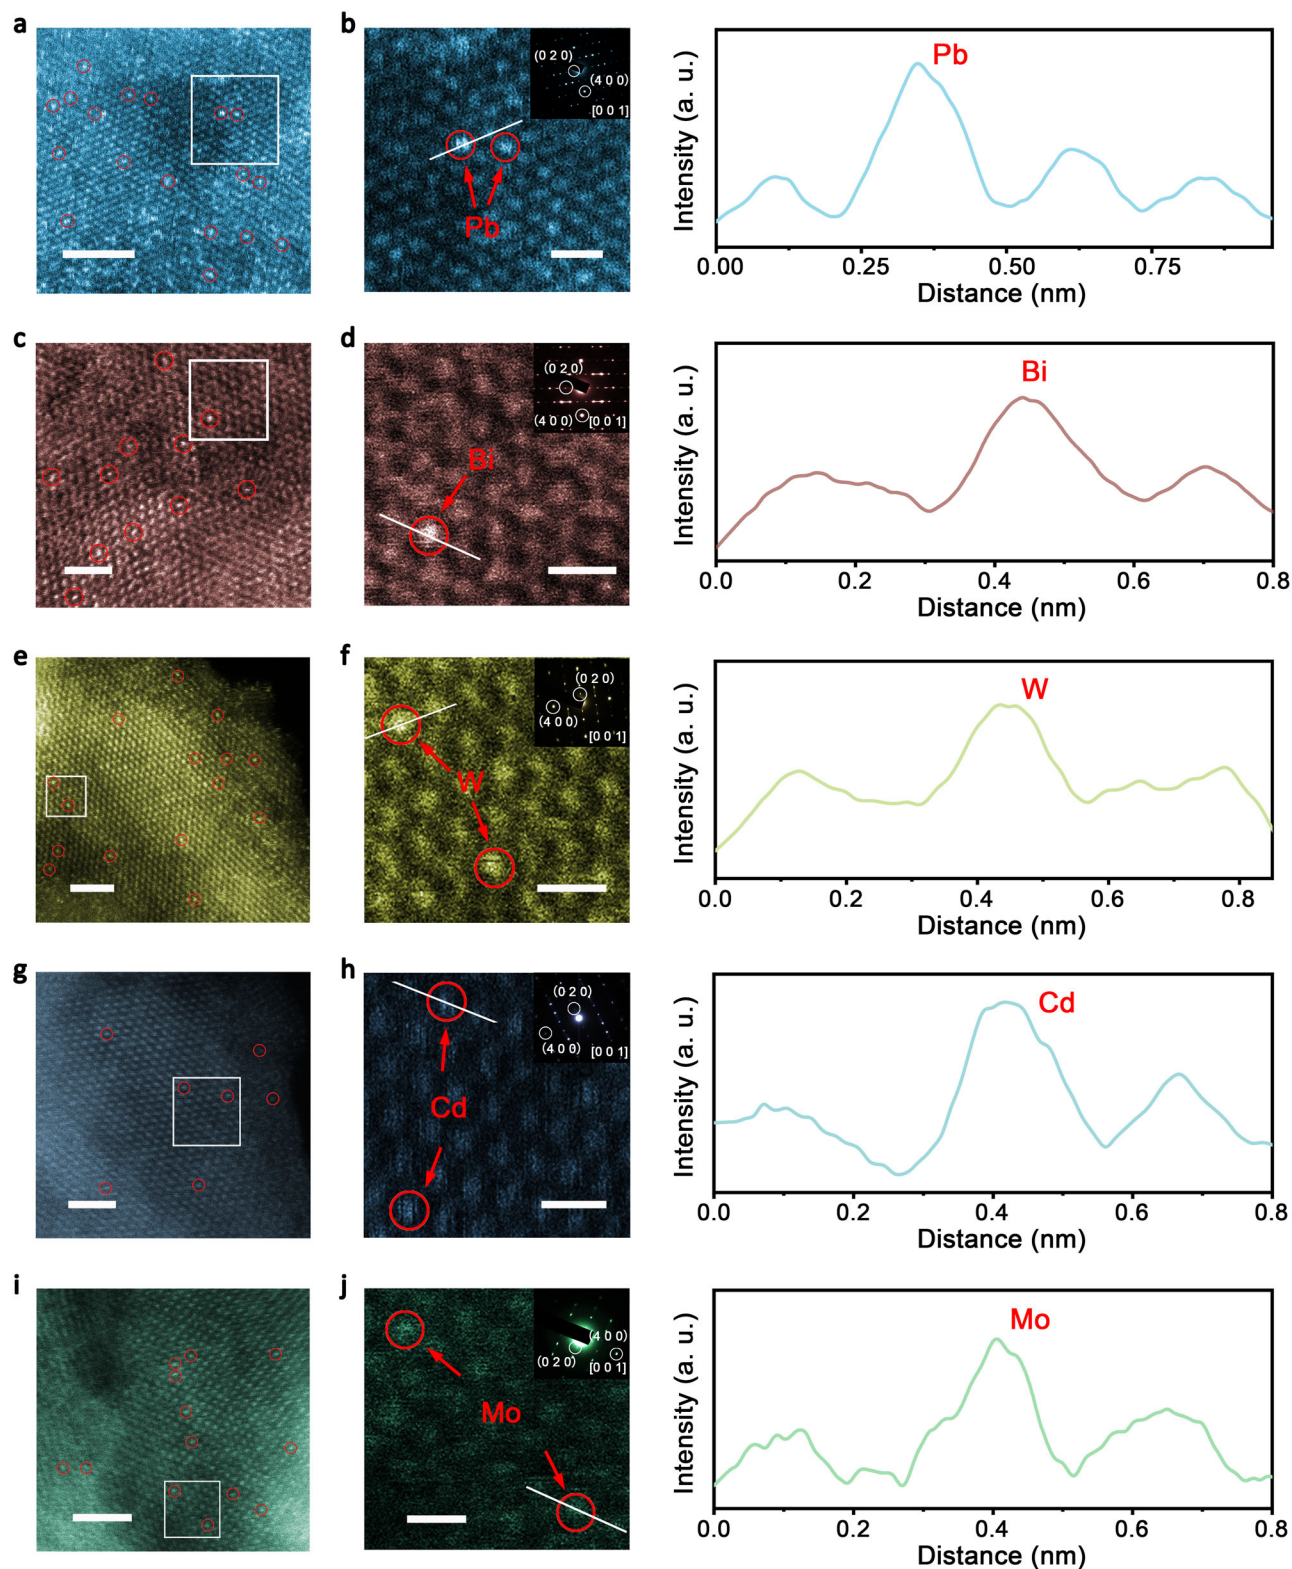 a
b
(0 2 0)
(4 0 0)
[0 0 1]
Pb
Pb
Intensity (a. u.)
0.00 0.25 0.50 0.75
Distance (nm)
c
d
(0 2 0)
(4 0 0) [0 0 1]
Bi
Bi
Intensity (a. u.)
0.0 0.2 0.4 0.6 0.8
Distance (nm)
e
f
(0 2 0)
(4 0 0)
[0 0 1]
W
W
Intensity (a. u.)
0.0 0.2 0.4 0.6 0.8
Distance (nm)
g
h
(0 2 0)
(4 0 0) [0 0 1]
Cd
Cd
Intensity (a. u.)
0.0 0.2 0.4 0.6 0.8
Distance (nm)
i
j
(4 0 0)
(0 2 0) [0 0 1]
Mo
Mo
Intensity (a. u.)
0.0 0.2 0.4 0.6 0.8
Distance (nm)